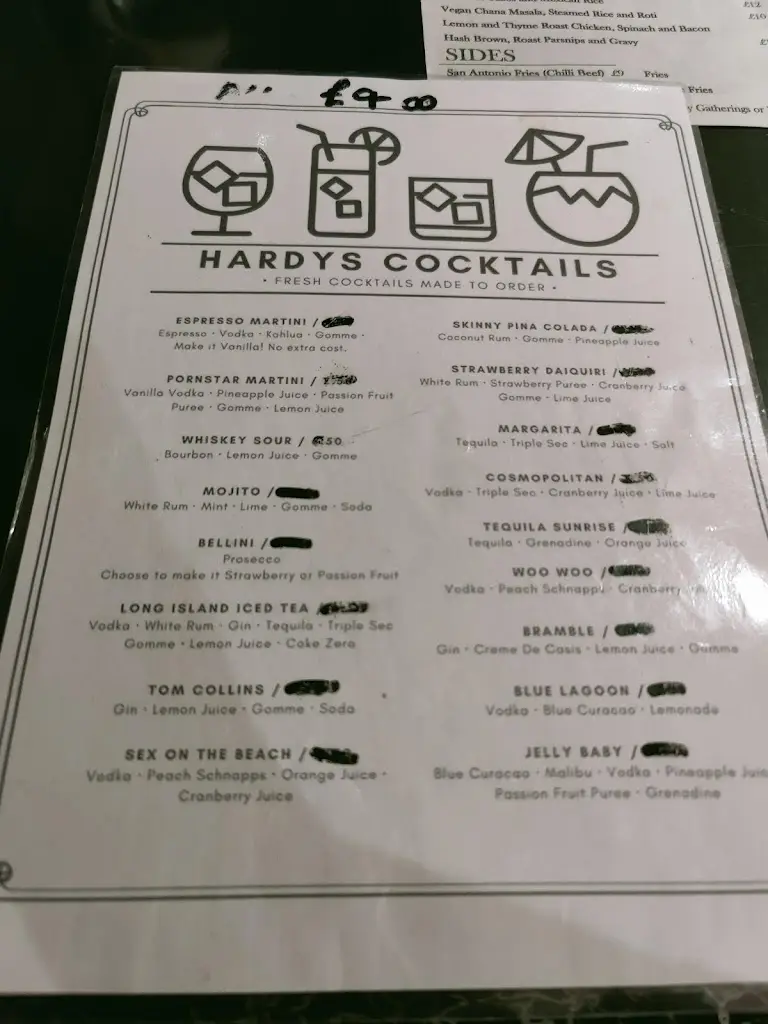 Vegan Chana Masala, Steamed Rice and Roti £10
Lemon and Thyme Roast Chicken, Spinach and Bacon
Hash Brown, Roast Parsnips and Gravy
SIDES
San Antonio Fries (Chilli Beef) £9 Fries
Fries
y Gatherings or
£9 00
HARDYS COCKTAILS
• FRESH COCKTAILS MADE TO ORDER •
ESPRESSO MARTINI /
Espresso • Vodka • Kahlua • Gomme •
Make it Vanilla! No extra cost.
PORNSTAR MARTINI /
Vanilla Vodka • Pineapple Juice • Passion Fruit
Puree • Gomme • Lemon Juice
WHISKEY SOUR / 50
Bourbon • Lemon Juice • Gomme
MOJITO /
White Rum • Mint • Lime • Gomme • Soda
BELLINI /
Prosecco
Choose to make it Strawberry or Passion Fruit
LONG ISLAND ICED TEA /
Vodka • White Rum • Gin • Tequila • Triple Sec
Gomme • Lemon Juice • Coke Zero
TOM COLLINS /
Gin • Lemon Juice • Gomme • Soda
SEX ON THE BEACH /
Vodka • Peach Schnapps • Orange Juice •
Cranberry Juice
SKINNY PINA COLADA /
Coconut Rum • Gomme • Pineapple Juice
STRAWBERRY DAIQUIRI /
White Rum • Strawberry Puree • Cranberry Juice
Gomme • Lime Juice
MARGARITA /
Tequila • Triple Sec • Lime Juice • Salt
COSMOPOLITAN /
Vodka • Triple Sec • Cranberry Juice • Lime Juice
TEQUILA SUNRISE /
Tequila • Grenadine • Orange Juice
WOO WOO /
Vodka • Peach Schnapps • Cranberry
BRAMBLE /
Gin • Creme De Casis • Lemon Juice • Gomme
BLUE LAGOON /
Vodka • Blue Curacao • Lemonade
JELLY BABY /
Blue Curacao • Malibu • Vodka • Pineapple Juic
Passion Fruit Puree • Grenadine